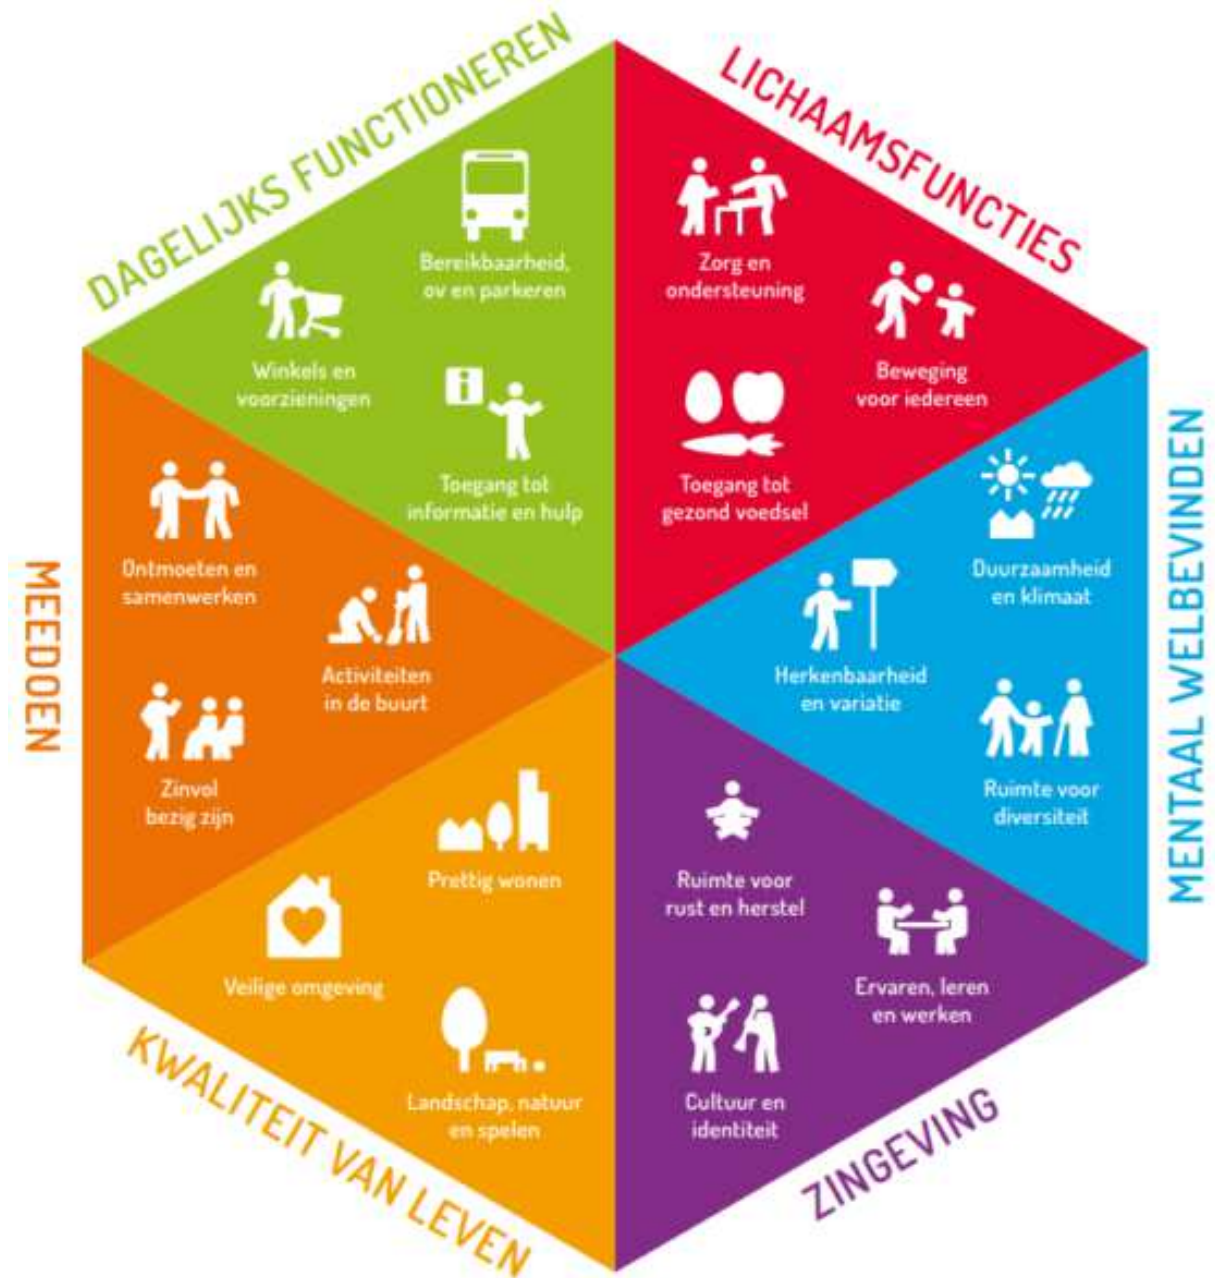 DAGELIJKS FUNCTIONEREN
Bereikbaarheid,
ov en parkeren
Winkels en
voorzieningen
i
Toegang tot
informatie en hulp
LICHAAMSFUNCTIES
Zorg en
ondersteuning
Beweging
voor iedereen
Toegang tot
gezond voedsel
MENTAAL WELBEVINDEN
Duurzaamheid
en klimaat
Herkenbaarheid
en variatie
Ruimte voor
diversiteit
ZINGEVING
Ruimte voor
rust en herstel
Ervaren, leren
en werken
Cultuur en
identiteit
KWALITEIT VAN LEVEN
Prettig wonen
Veilige omgeving
Landschap, natuur
en spelen
MEEDOEN
Ontmoeten en
samenwerken
Activiteiten
in de buurt
Zinvol
bezig zijn